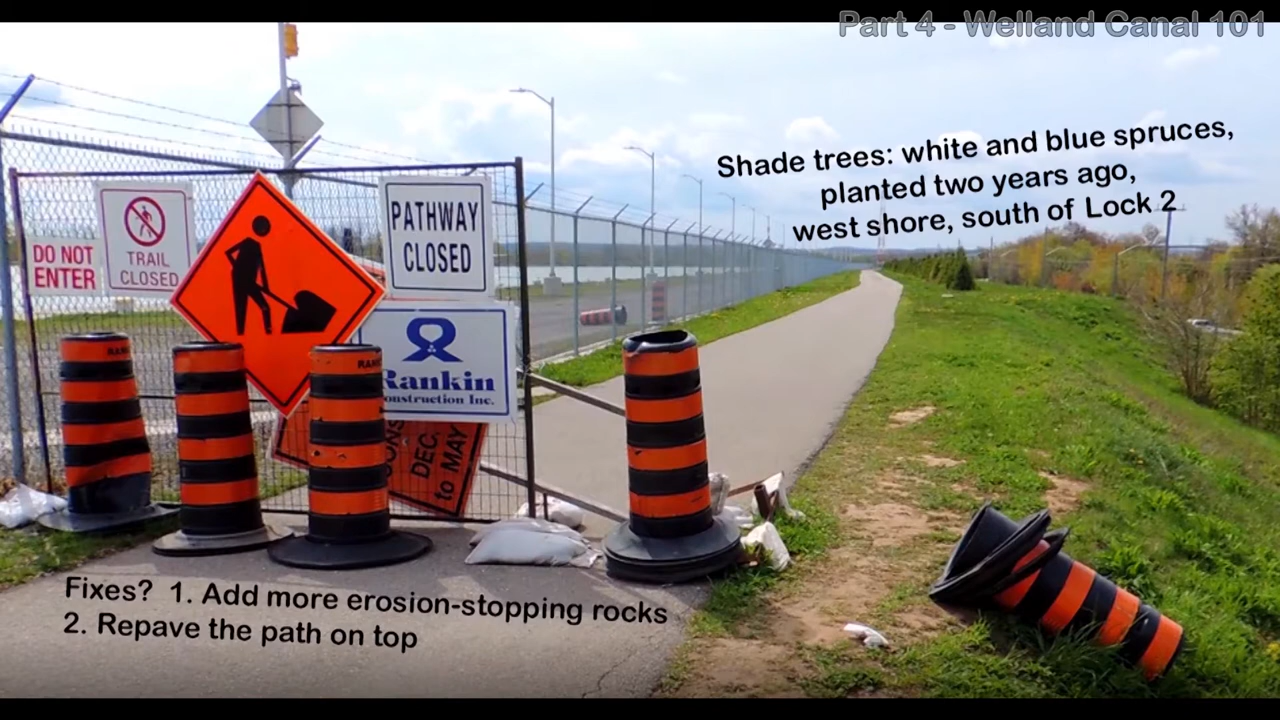 Part 4 - Welland Canal 101
Shade trees: white and blue spruces,
planted two years ago,
west shore, south of Lock 2
DO NOT
ENTER
TRAIL
CLOSED
PATHWAY
CLOSED
Rankin
onstruction Inc.
DEC.
to MAY
Fixes? 1. Add more erosion-stopping rocks
2. Repave the path on top